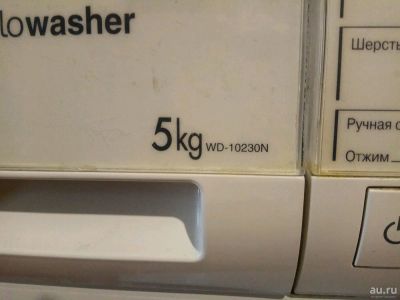 lowasher
Шерсть
5kg WD-10230N
Ручная с
Отжим
au.ru